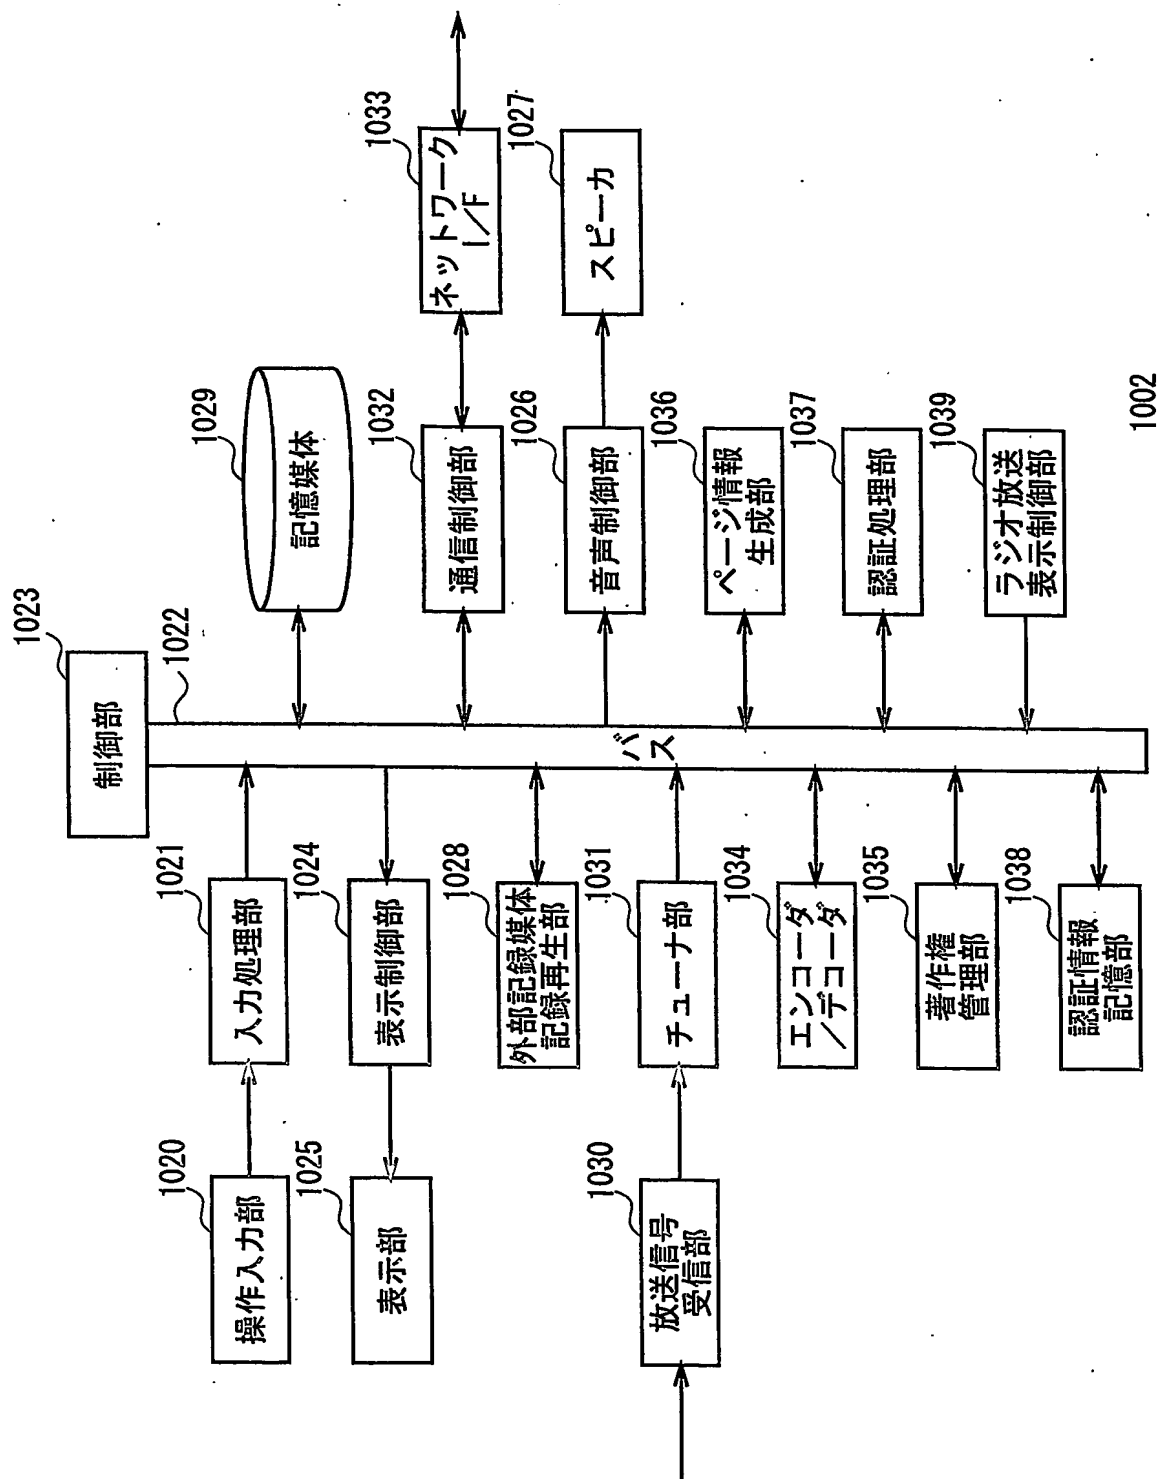 1023
制御部
1022
バス
1020
操作入力部
1021
入力処理部
1025
表示部
1024
表示制御部
1028
外部記録媒体
記録再生部
1030
放送信号
受信部
1031
チューナ部
1034
エンコーダ
/デコーダ
1035
著作権
管理部
1038
認証情報
記憶部
1029
記憶媒体
1032
通信制御部
1033
ネットワーク
I/F
1026
音声制御部
1027
スピーカ
1036
ページ情報
生成部
1037
認証処理部
1039
ラジオ放送
表示制御部
1002